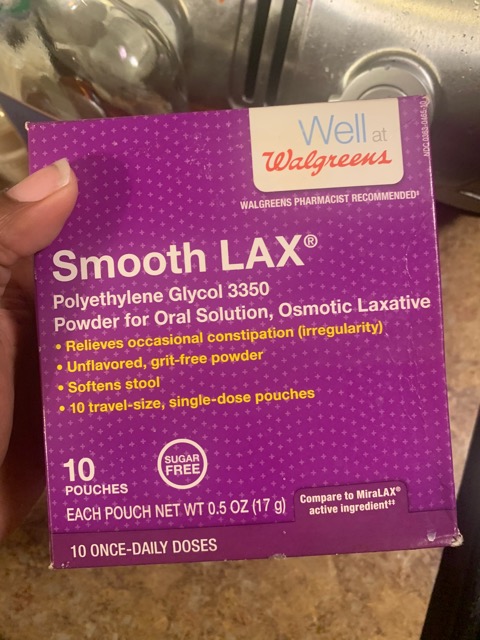 Well at
Walgreens
WALGREENS PHARMACIST RECOMMENDED‡
Smooth LAX®
Polyethylene Glycol 3350
Powder for Oral Solution, Osmotic Laxative
• Relieves occasional constipation (irregularity)
• Unflavored, grit-free powder
• Softens stool
• 10 travel-size, single-dose pouches
10
POUCHES
SUGAR
FREE
EACH POUCH NET WT 0.5 OZ (17 g)
Compare to MiraLAX®
active ingredient‡‡
10 ONCE-DAILY DOSES